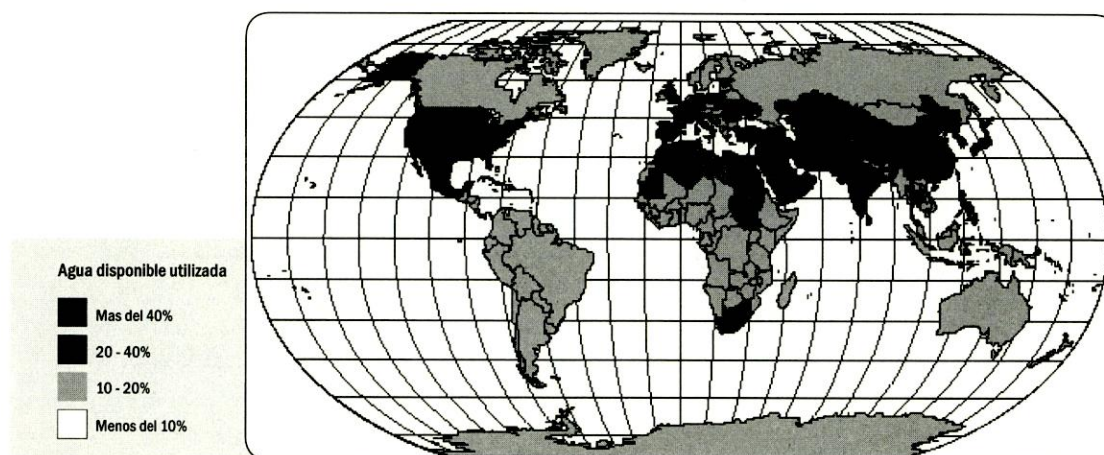 Agua disponible utilizada
Mas del 40%
20 - 40%
10 - 20%
Menos del 10%